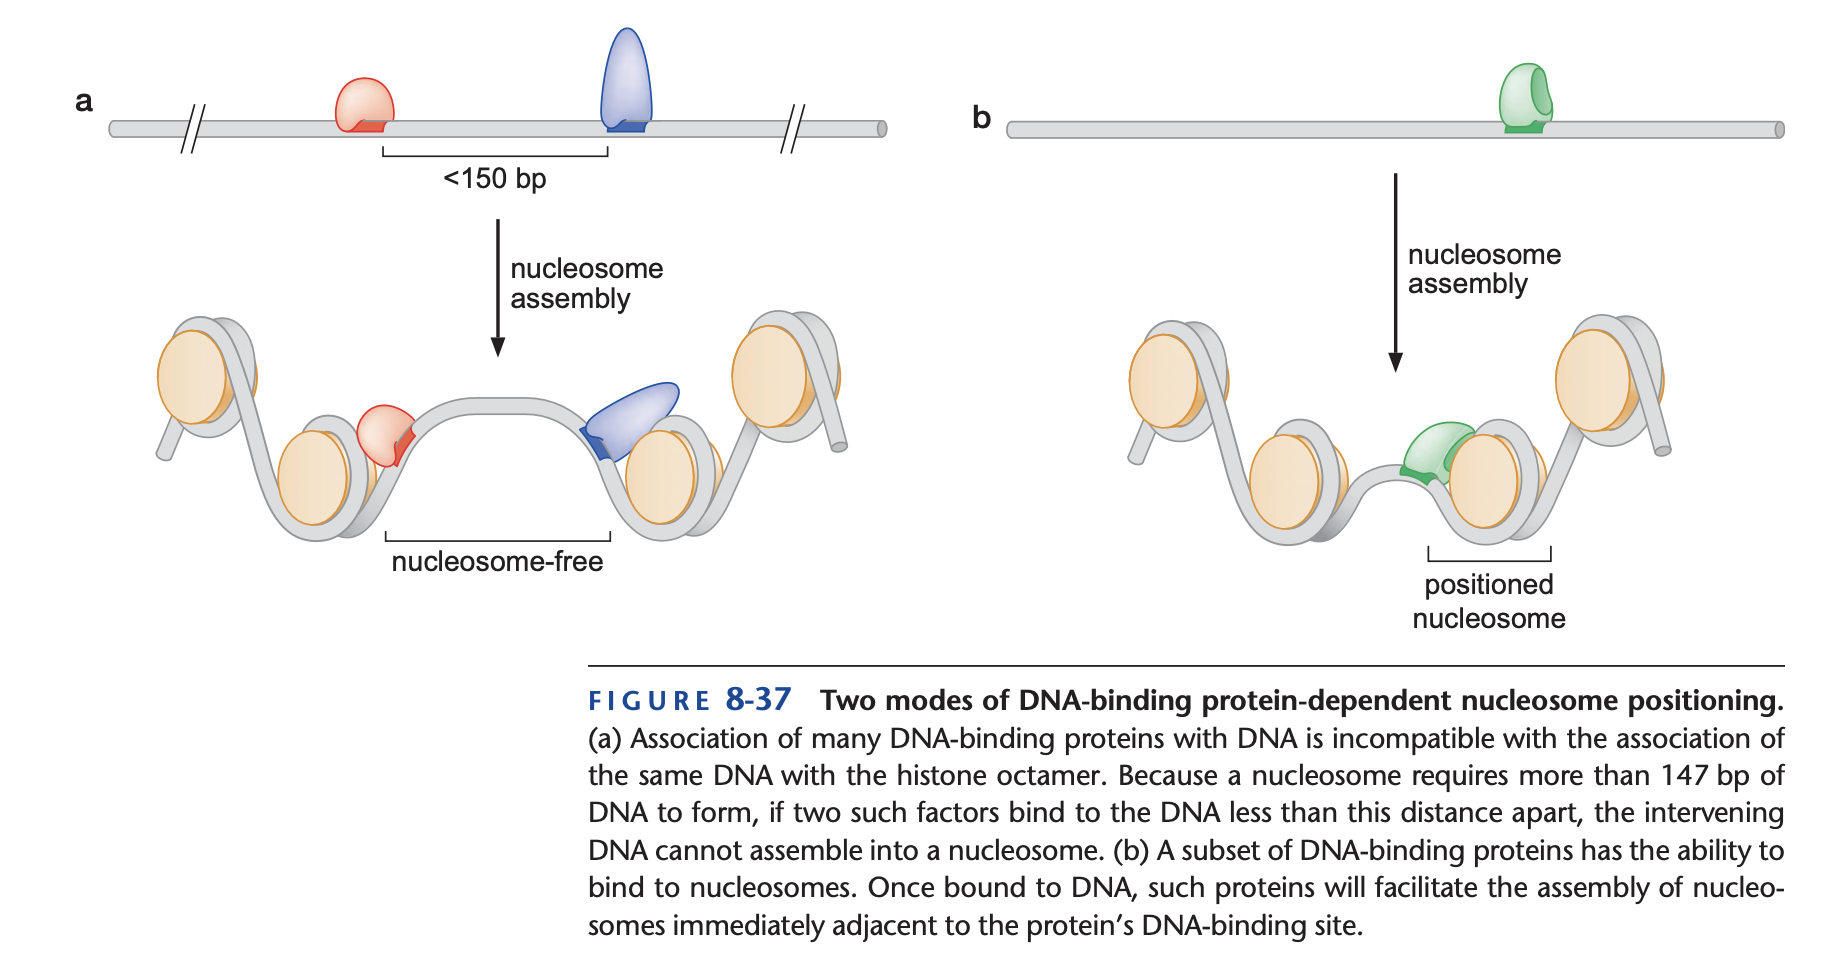 a
<150 bp
nucleosome
assembly
nucleosome-free
b
nucleosome
assembly
positioned
nucleosome
FIGURE 8-37 Two modes of DNA-binding protein-dependent nucleosome positioning.
(a) Association of many DNA-binding proteins with DNA is incompatible with the association of
the same DNA with the histone octamer. Because a nucleosome requires more than 147 bp of
DNA to form, if two such factors bind to the DNA less than this distance apart, the intervening
DNA cannot assemble into a nucleosome. (b) A subset of DNA-binding proteins has the ability to
bind to nucleosomes. Once bound to DNA, such proteins will facilitate the assembly of nucleo-
somes immediately adjacent to the protein’s DNA-binding site.